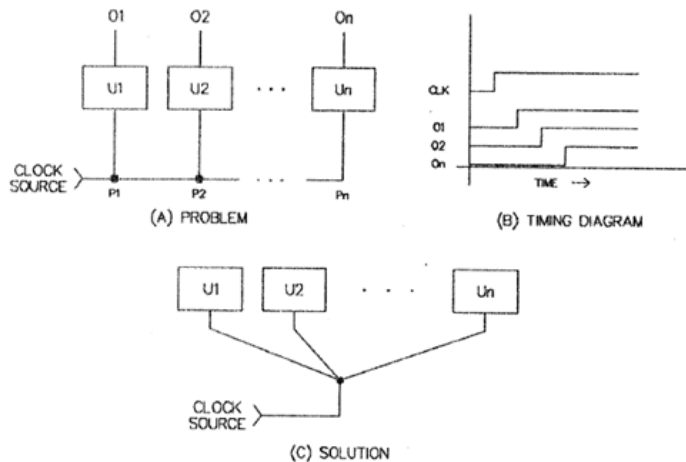 O1 O2 On
U1 U2 . . . Un
CLOCK
SOURCE
P1 P2 . . . Pn
(A) PROBLEM
CLK
O1
O2
On
TIME →
(B) TIMING DIAGRAM
U1 U2 . . . Un
CLOCK
SOURCE
(C) SOLUTION